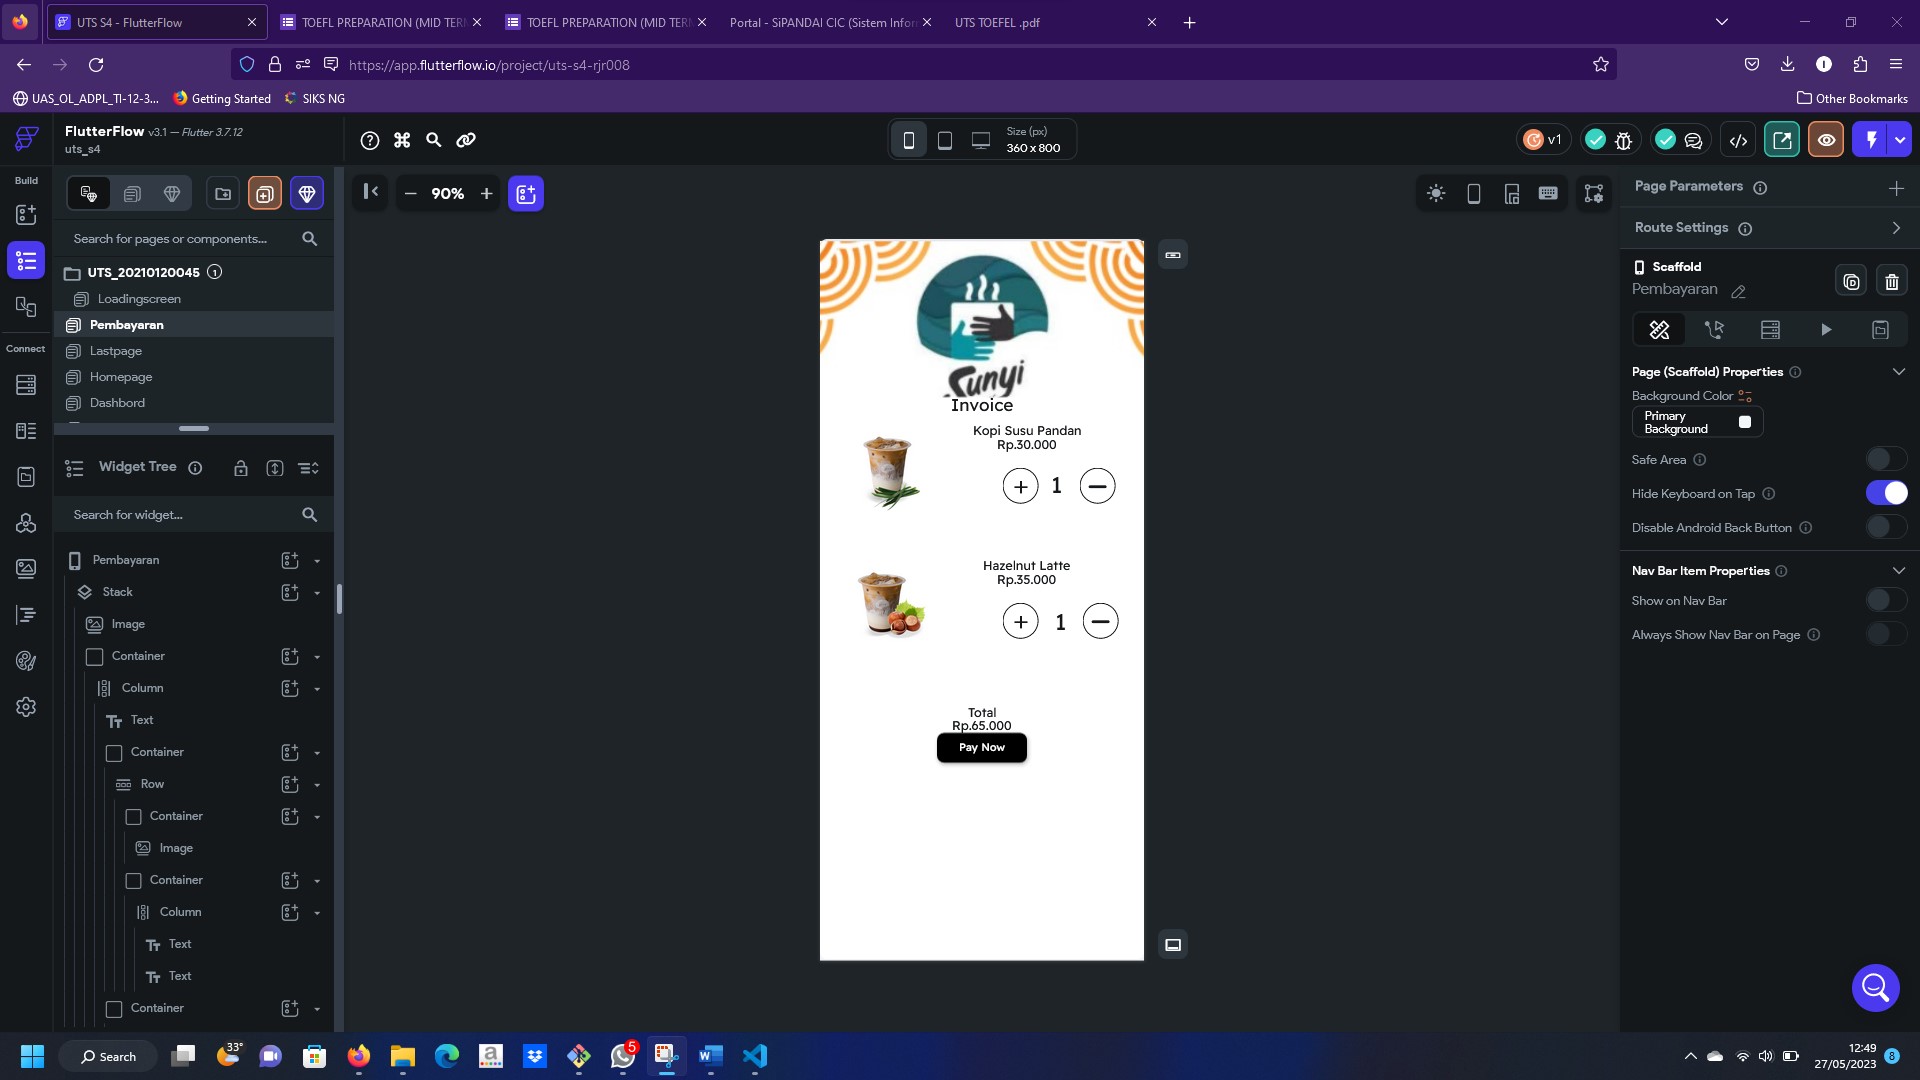 UTS S4 - FlutterFlow
TOEFL PREPARATION (MID TER
TOEFL PREPARATION (MID TER
Portal - SiPANDAI CIC (Sistem Infor
UTS TOEFEL .pdf
https://app.flutterflow.io/project/uts-s4-rjr008
UAS_OL_ADPL_TI-12-3...
Getting Started
SIKS NG
Other Bookmarks
FlutterFlow v3.1 — Flutter 3.7.12
uts_s4
Size (px)
360 x 800
v1
Build
Connect
Search for pages or components...
UTS_20210120045 1
Loadingscreen
Pembayaran
Lastpage
Homepage
Dashbord
Widget Tree
Search for widget...
Pembayaran
Stack
Image
Container
Column
Text
Container
Row
Container
Image
Container
Column
Text
Text
Container
90%
Sunyi
Invoice
Kopi Susu Pandan
Rp.30.000
1
Hazelnut Latte
Rp.35.000
1
Total
Rp.65.000
Pay Now
Page Parameters
Route Settings
Scaffold
Pembayaran
Page (Scaffold) Properties
Background Color
Primary
Background
Safe Area
Hide Keyboard on Tap
Disable Android Back Button
Nav Bar Item Properties
Show on Nav Bar
Always Show Nav Bar on Page
Search
33°
5
12:49
27/05/2023
8